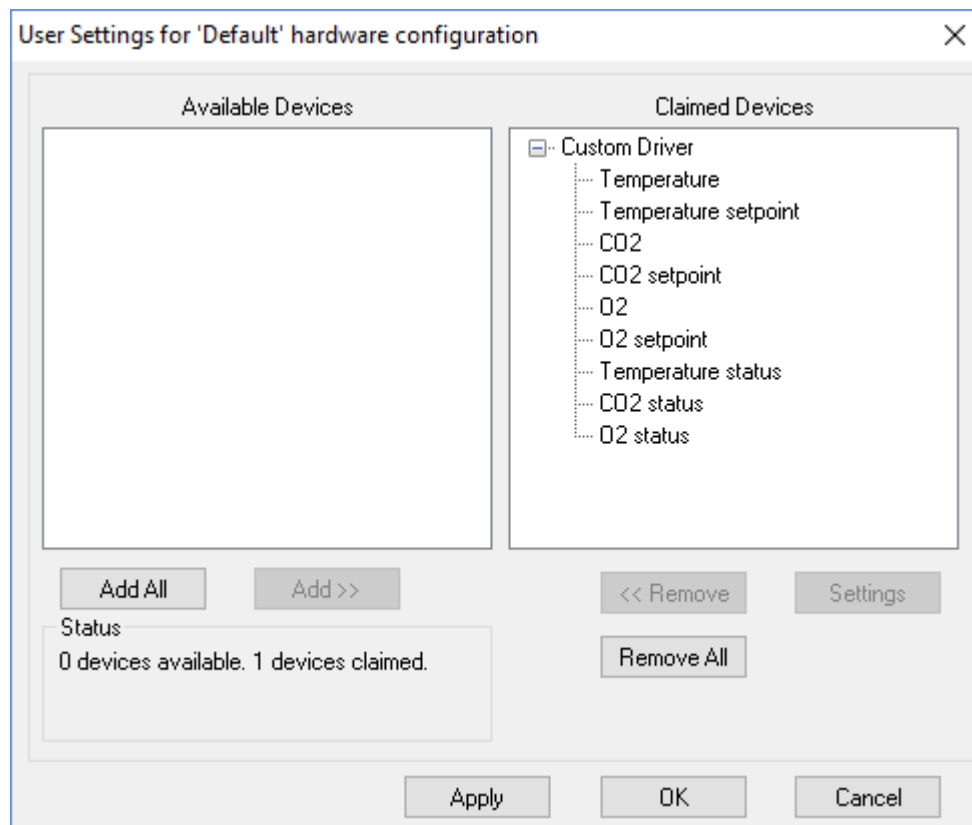 User Settings for 'Default' hardware configuration
Available Devices
Claimed Devices
Custom Driver
Temperature
Temperature setpoint
CO2
CO2 setpoint
O2
O2 setpoint
Temperature status
CO2 status
O2 status
Add All
Add >>
<< Remove
Settings
Status
0 devices available. 1 devices claimed.
Remove All
Apply
OK
Cancel